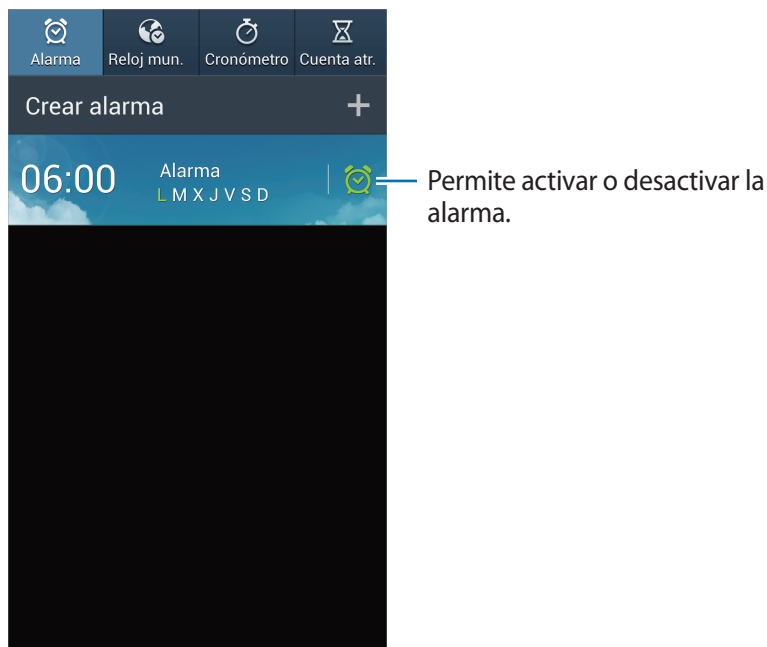 Alarma Reloj mun. Cronómetro Cuenta atr.
Crear alarma
06:00 Alarma
L M X J V S D
Permite activar o desactivar la
alarma.